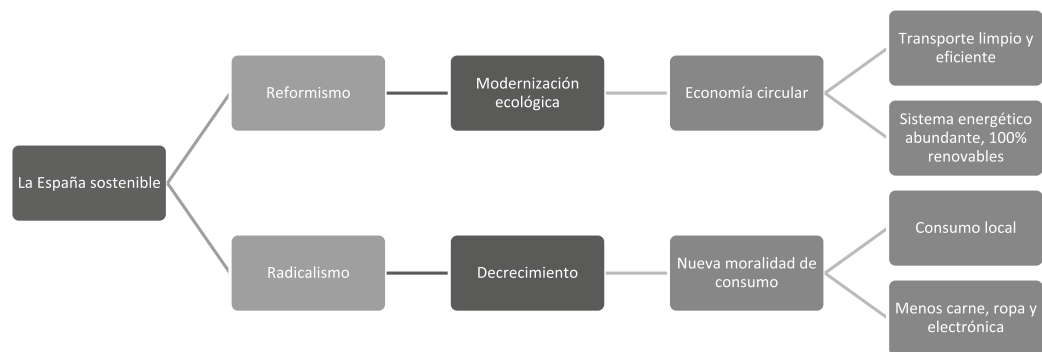 La España sostenible
Reformismo
Modernización
ecológica
Economía circular
Transporte limpio y
eficiente
Sistema energético
abundante, 100%
renovables
Radicalismo
Decrecimiento
Nueva moralidad de
consumo
Consumo local
Menos carne, ropa y
electrónica